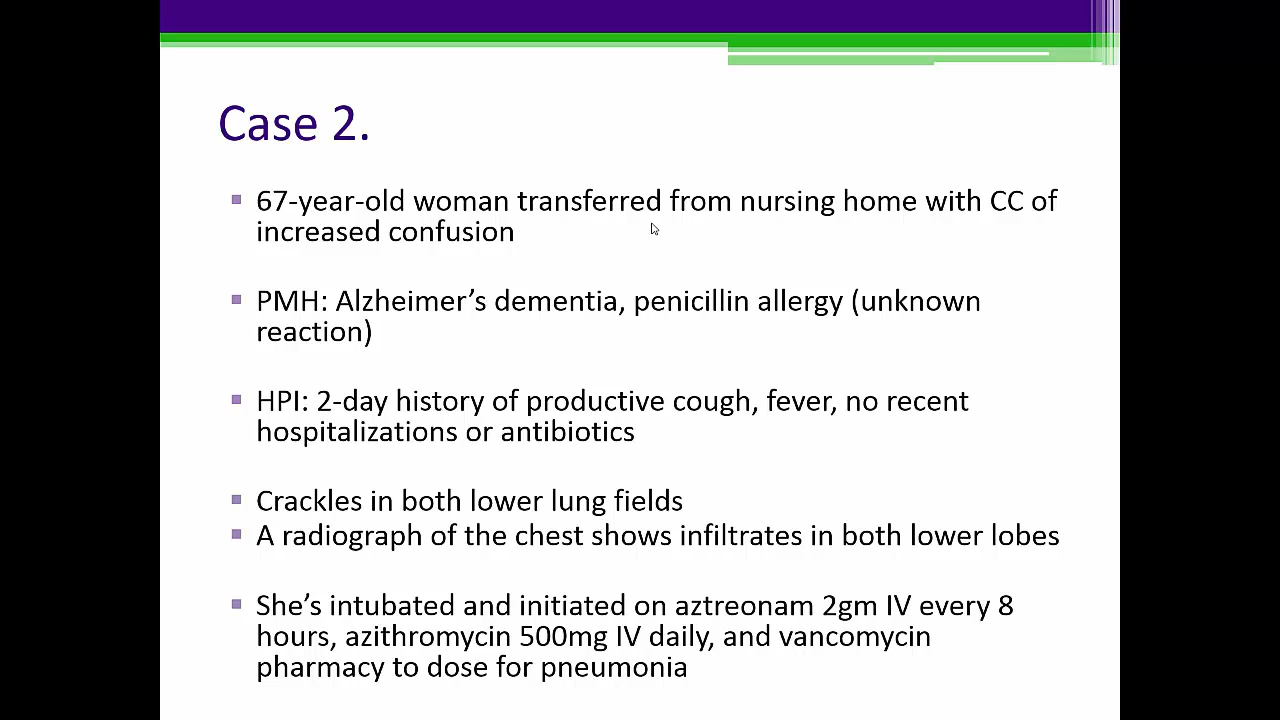 Case 2.
67-year-old woman transferred from nursing home with CC of
increased confusion
PMH: Alzheimer’s dementia, penicillin allergy (unknown
reaction)
HPI: 2-day history of productive cough, fever, no recent
hospitalizations or antibiotics
Crackles in both lower lung fields
A radiograph of the chest shows infiltrates in both lower lobes
She’s intubated and initiated on aztreonam 2gm IV every 8
hours, azithromycin 500mg IV daily, and vancomycin
pharmacy to dose for pneumonia